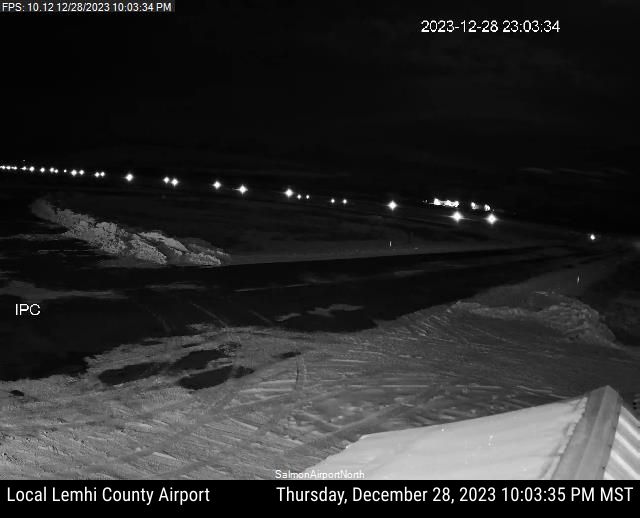 FPS: 10.12 12/28/2023 10:03:34 PM
2023-12-28 23:03:34
IPC
SalmonAirportNorth
Local Lemhi County Airport Thursday, December 28, 2023 10:03:35 PM MST